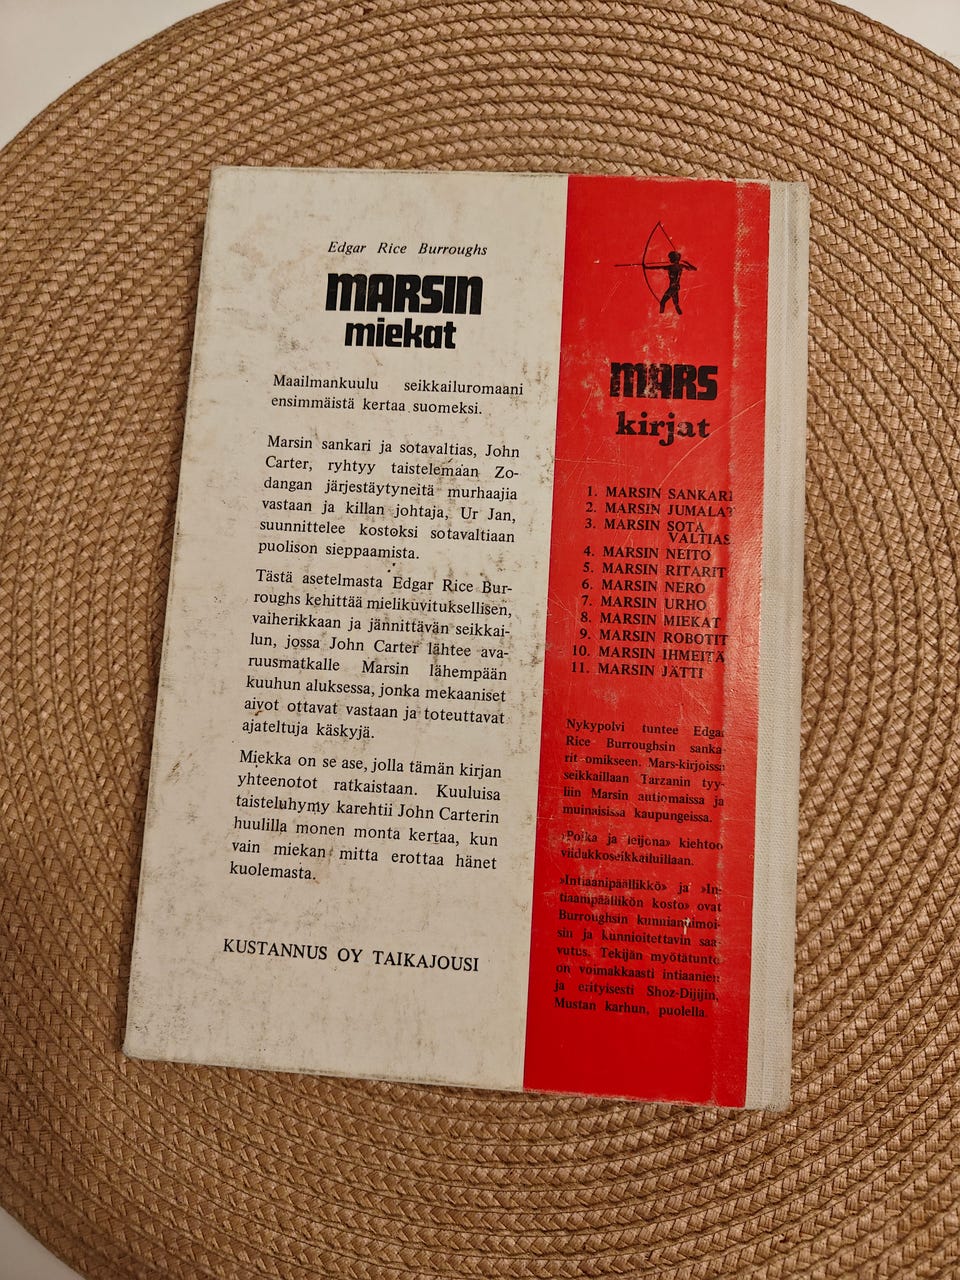 Edgar Rice Burroughs
MARSIN
miekat
Maailmankuulu seikkailuromaani
ensimmäistä kertaa suomeksi.
Marsin sankari ja sotavaltias, John
Carter, ryhtyy taistelemaan Zo-
dangan järjestäytyneitä murhaajia
vastaan ja killan johtaja, Ur Jan,
suunnittelee kostoksi sotavaltiaan
puolison sieppaamista.
Tästä asetelmasta Edgar Rice Bur-
roughs kehittää mielikuvituksellisen,
vaiherikkaan ja jännittävän seikkai-
lun, jossa John Carter lähtee ava-
ruusmatkalle Marsin lähempään
kuuhun aluksessa, jonka mekaaniset
aivot ottavat vastaan ja toteuttavat
ajateltuja käskyjä.
Miekka on se ase, jolla tämän kirjan
yhteenotot ratkaistaan. Kuuluisa
taisteluhymy karehtii John Carterin
huulilla monen monta kertaa, kun
vain miekan mitta erottaa hänet
kuolemasta.
KUSTANNUS OY TAIKAJOUSI
MARS
kirjat
1. MARSIN SANKARI
2. MARSIN JUMALAT
3. MARSIN SOTA
VALTIAS
4. MARSIN NEITO
5. MARSIN RITARIT
6. MARSIN NERO
7. MARSIN URHO
8. MARSIN MIEKAT
9. MARSIN ROBOTIT
10. MARSIN IHMEITÄ
11. MARSIN JÄTTI
Nykypolvi tuntee Edgar
Rice Burroughsin sanka-
rit omikseen. Mars-kirjoissa
seikkaillaan Tarzanin tyy-
liin Marsin autiomaissa ja
muinaisissa kaupungeissa.
»Poika ja leijona» kiehtoo
viidakkoseikkailuillaan.
»Intiaanipäällikkö» ja »In-
tiaanipäällikön kosto» ovat
Burroughsin kunnianhimoi-
sin ja kunnioitettavin saa-
vutus. Tekijän myötätunto
on voimakkaasti intiaanien
ja erityisesti Shoz-Dijijin,
Mustan karhun, puolella.